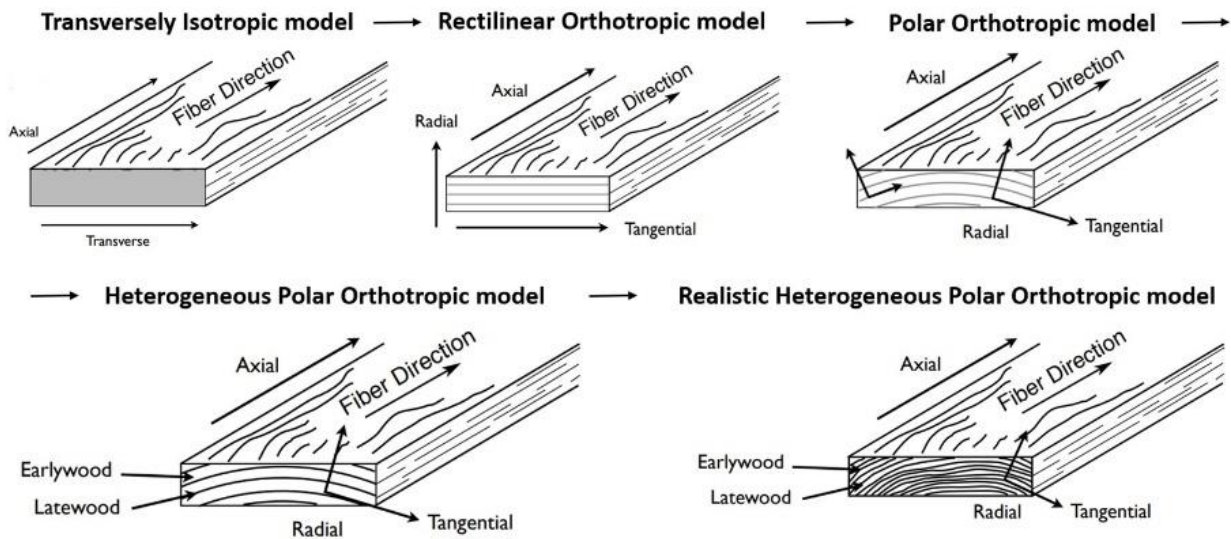 Transversely Isotropic model
Rectilinear Orthotropic model
Polar Orthotropic model
Axial
Fiber Direction
Transverse
Radial
Axial
Fiber Direction
Tangential
Axial
Fiber Direction
Radial
Tangential
Heterogeneous Polar Orthotropic model
Realistic Heterogeneous Polar Orthotropic model
Axial
Fiber Direction
Earlywood
Latewood
Radial
Tangential
Axial
Fiber Direction
Earlywood
Latewood
Radial
Tangential